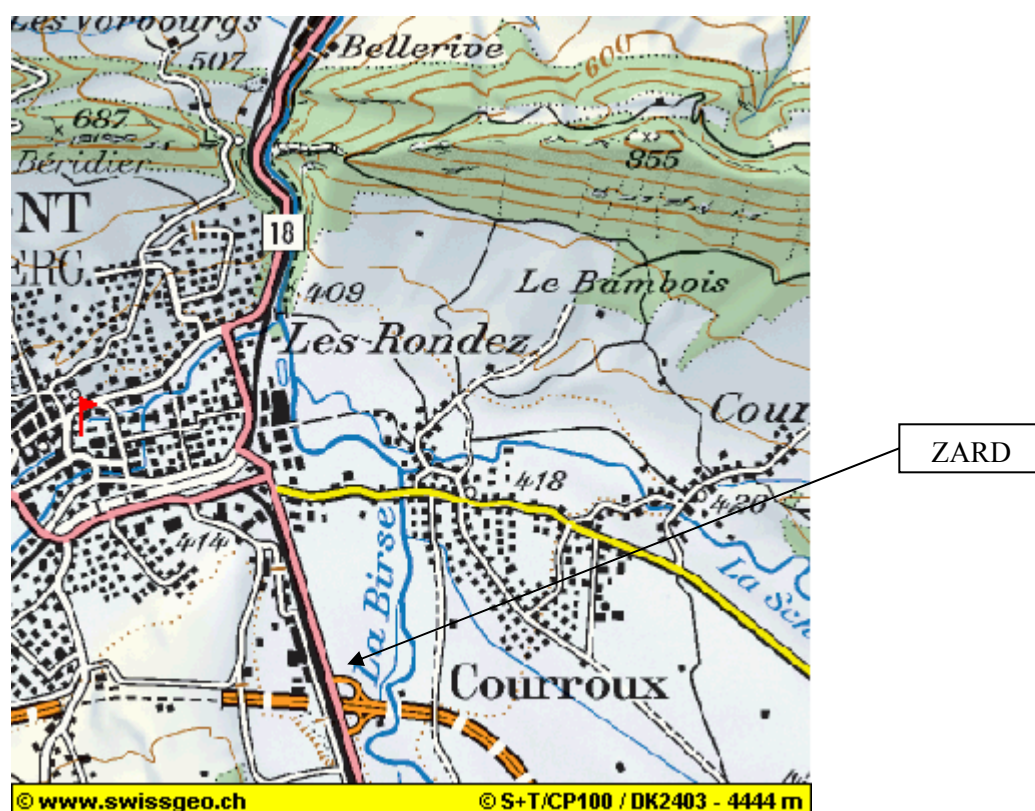 Les Vorbourgs
507
Bellerive
600
687
Béridier
855
NT
ERG.
18
409
Le Bambois
Les Rondez
Cour
ZARD
418
426
414
La Birse
La Sch
Courroux
© www.swissgeo.ch © S+T/CP100 / DK2403 - 4444 m